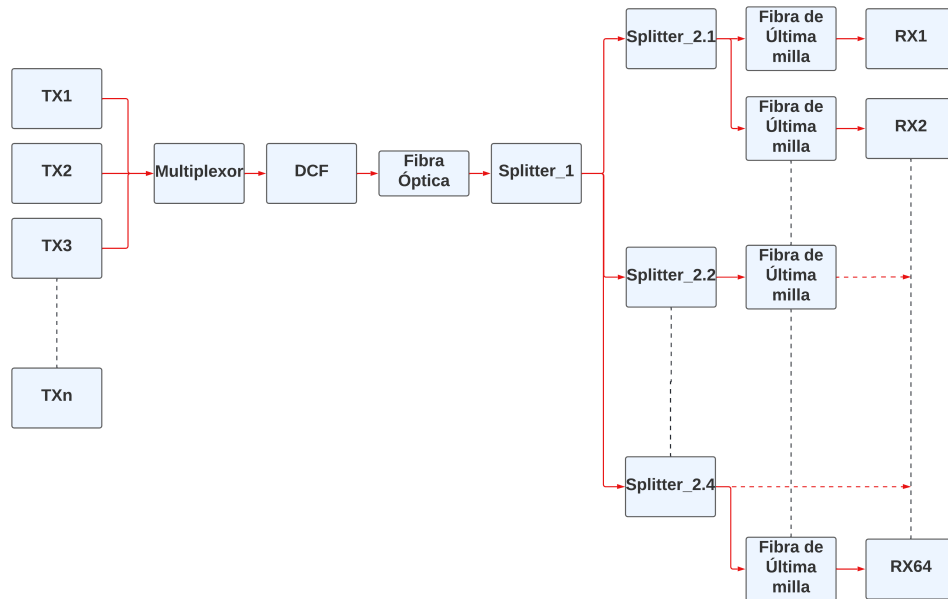 TX1
TX2
TX3
TXn
Multiplexor
DCF
Fibra
Óptica
Splitter_1
Splitter_2.1
Splitter_2.2
Splitter_2.4
Fibra de
Última
milla
RX1
Fibra de
Última
milla
RX2
Fibra de
Última
milla
Fibra de
Última
milla
RX64